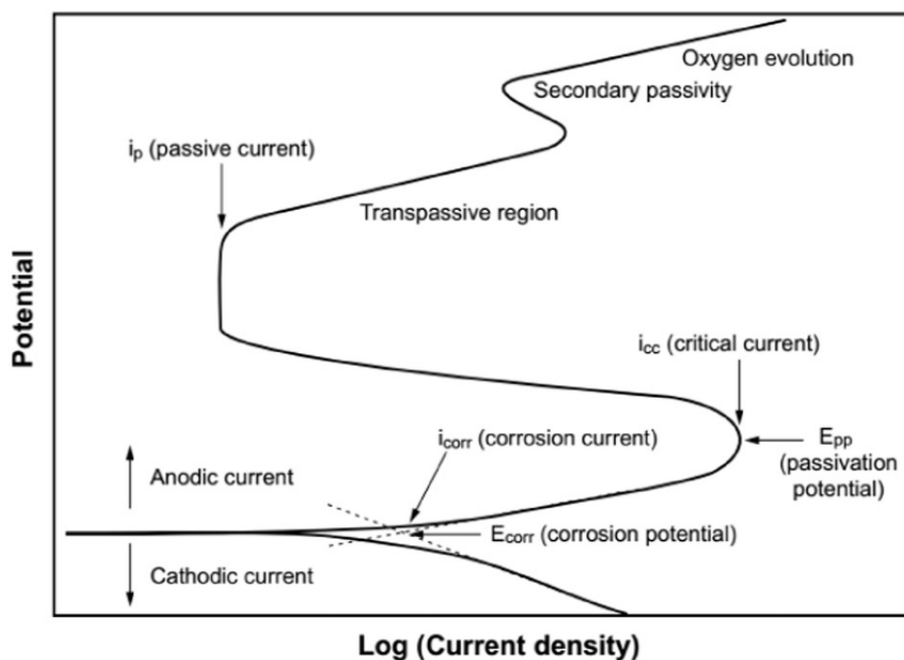 Oxygen evolution
Secondary passivity
ip (passive current)
Transpassive region
Potential
icc (critical current)
icorr (corrosion current)
Epp
(passivation
potential)
Anodic current
Ecorr (corrosion potential)
Cathodic current
Log (Current density)